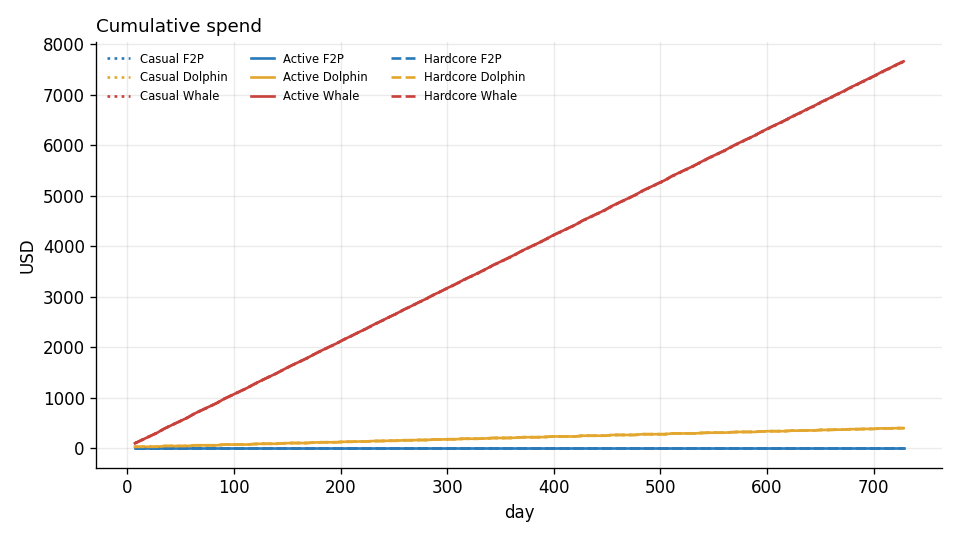 Cumulative spend
Casual F2P Active F2P Hardcore F2P
Casual Dolphin Active Dolphin Hardcore Dolphin
Casual Whale Active Whale Hardcore Whale
8000
7000
6000
5000
4000
3000
2000
1000
0
USD
0 100 200 300 400 500 600 700
day